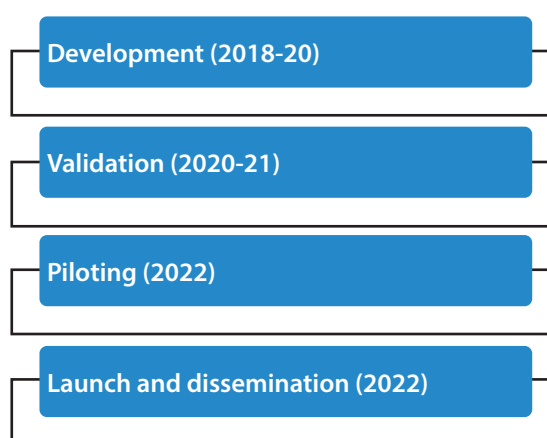 Development (2018-20)
Validation (2020-21)
Piloting (2022)
Launch and dissemination (2022)